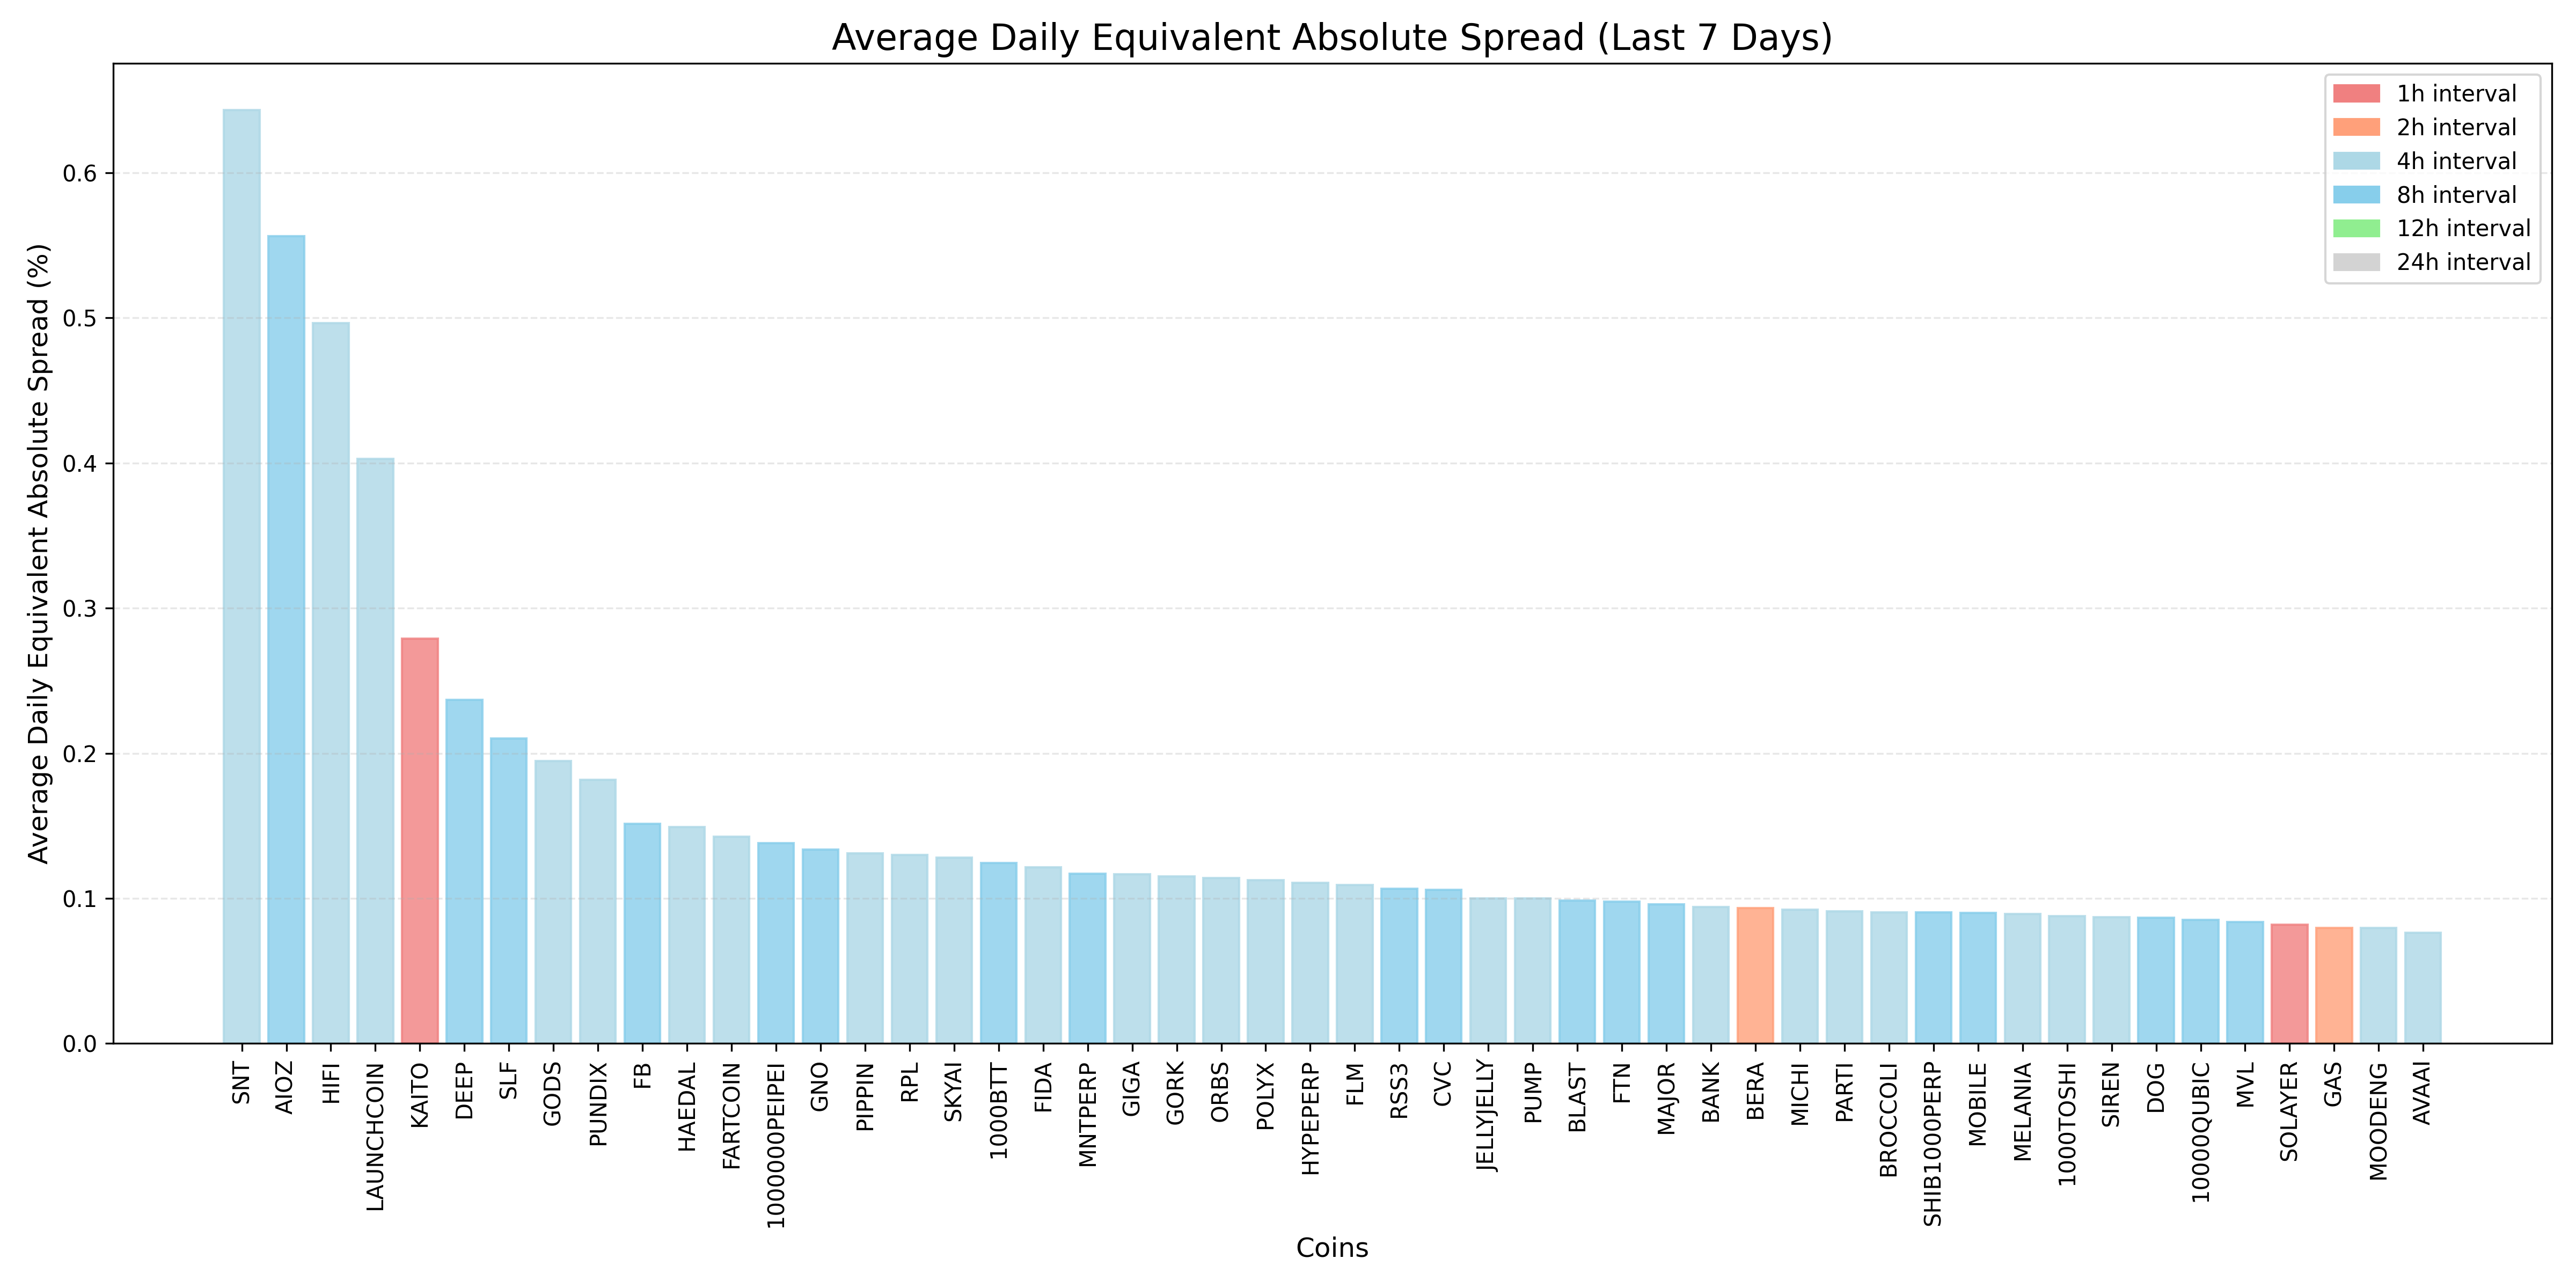 Average Daily Equivalent Absolute Spread (Last 7 Days)
1h interval
2h interval
4h interval
8h interval
12h interval
24h interval
Average Daily Equivalent Absolute Spread (%)
0.6
0.5
0.4
0.3
0.2
0.1
0.0
SNT
AIOZ
HIFI
LAUNCHCOIN
KAITO
DEEP
SLF
GODS
PUNDIX
FB
HAEDAL
FARTCOIN
1000000PEIPEI
GNO
PIPPIN
RPL
SKYAI
1000BTT
FIDA
MNTPERP
GIGA
GORK
ORBS
POLYX
HYPEPERP
FLM
RSS3
CVC
JELLYJELLY
PUMP
BLAST
FTN
MAJOR
BANK
BERA
MICHI
PARTI
BROCCOLI
SHIB1000PERP
MOBILE
MELANIA
1000TOSHI
SIREN
DOG
10000QUBIC
MVL
SOLAYER
GAS
MOODENG
AVAAI
Coins